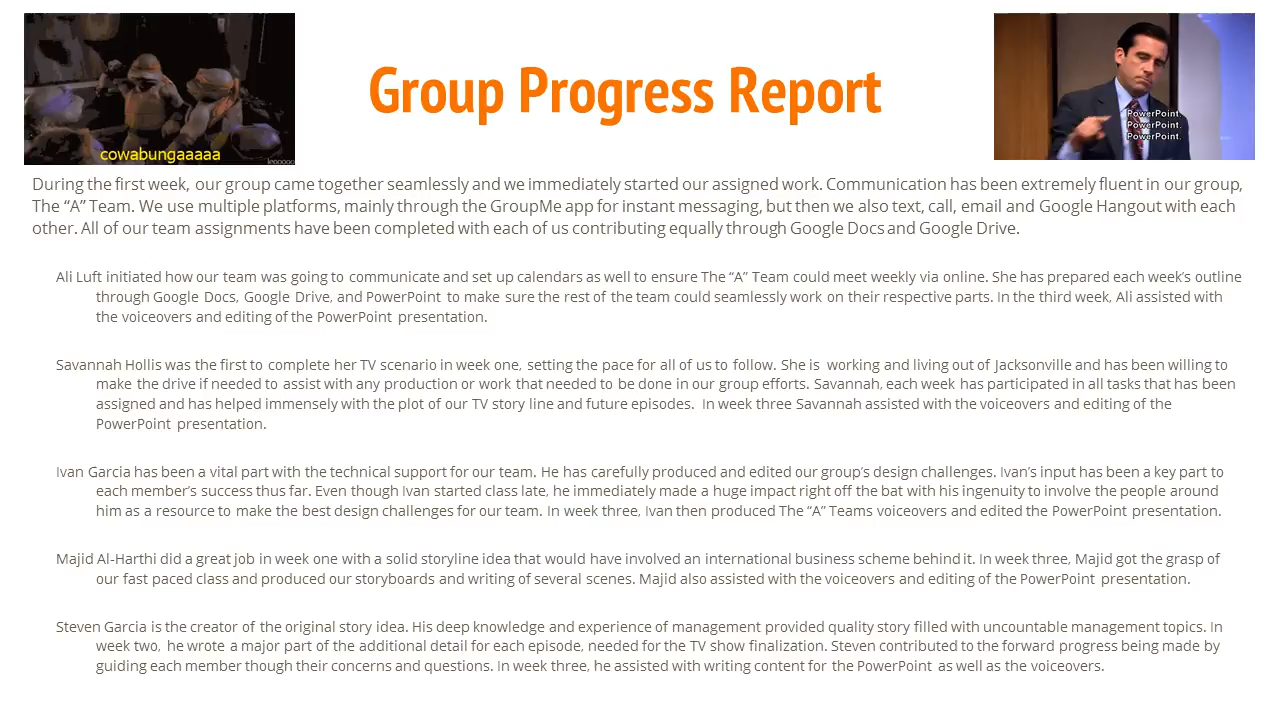 cowabungaaaaa
Group Progress Report
PowerPoint.
PowerPoint.
PowerPoint.
During the first week, our group came together seamlessly and we immediately started our assigned work. Communication has been extremely fluent in our group,
The “A” Team. We use multiple platforms, mainly through the GroupMe app for instant messaging, but then we also text, call, email and Google Hangout with each
other. All of our team assignments have been completed with each of us contributing equally through Google Docs and Google Drive.
Ali Luft initiated how our team was going to communicate and set up calendars as well to ensure The “A” Team could meet weekly via online. She has prepared each week’s outline
through Google Docs, Google Drive, and PowerPoint to make sure the rest of the team could seamlessly work on their respective parts. In the third week, Ali assisted with
the voiceovers and editing of the PowerPoint presentation.
Savannah Hollis was the first to complete her TV scenario in week one, setting the pace for all of us to follow. She is working and living out of Jacksonville and has been willing to
make the drive if needed to assist with any production or work that needed to be done in our group efforts. Savannah, each week has participated in all tasks that has been
assigned and has helped immensely with the plot of our TV story line and future episodes. In week three Savannah assisted with the voiceovers and editing of the
PowerPoint presentation.
Ivan Garcia has been a vital part with the technical support for our team. He has carefully produced and edited our group’s design challenges. Ivan’s input has been a key part to
each member’s success thus far. Even though Ivan started class late, he immediately made a huge impact right off the bat with his ingenuity to involve the people around
him as a resource to make the best design challenges for our team. In week three, Ivan then produced The “A” Teams voiceovers and edited the PowerPoint presentation.
Majid Al-Harthi did a great job in week one with a solid storyline idea that would have involved an international business scheme behind it. In week three, Majid got the grasp of
our fast paced class and produced our storyboards and writing of several scenes. Majid also assisted with the voiceovers and editing of the PowerPoint presentation.
Steven Garcia is the creator of the original story idea. His deep knowledge and experience of management provided quality story filled with uncountable management topics. In
week two, he wrote a major part of the additional detail for each episode, needed for the TV show finalization. Steven contributed to the forward progress being made by
guiding each member though their concerns and questions. In week three, he assisted with writing content for the PowerPoint as well as the voiceovers.